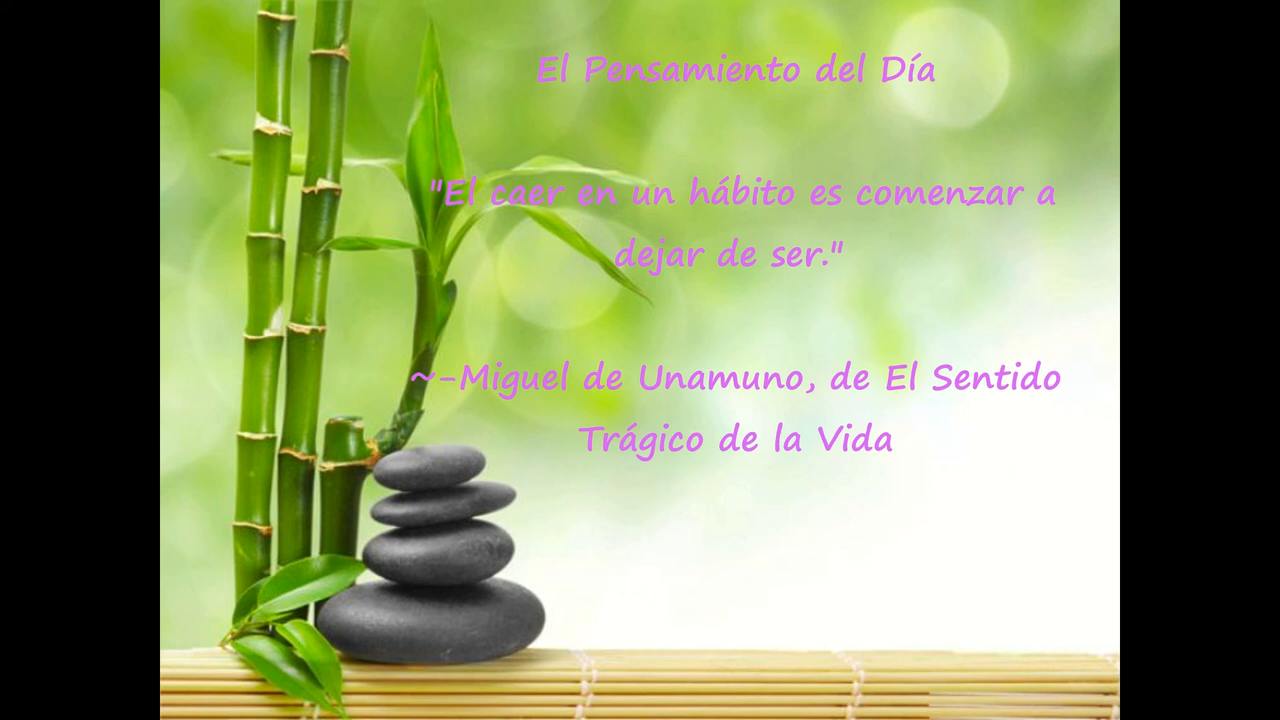 El Pensamiento del Día
"El caer en un hábito es comenzar a
dejar de ser."
~-Miguel de Unamuno, de El Sentido
Trágico de la Vida